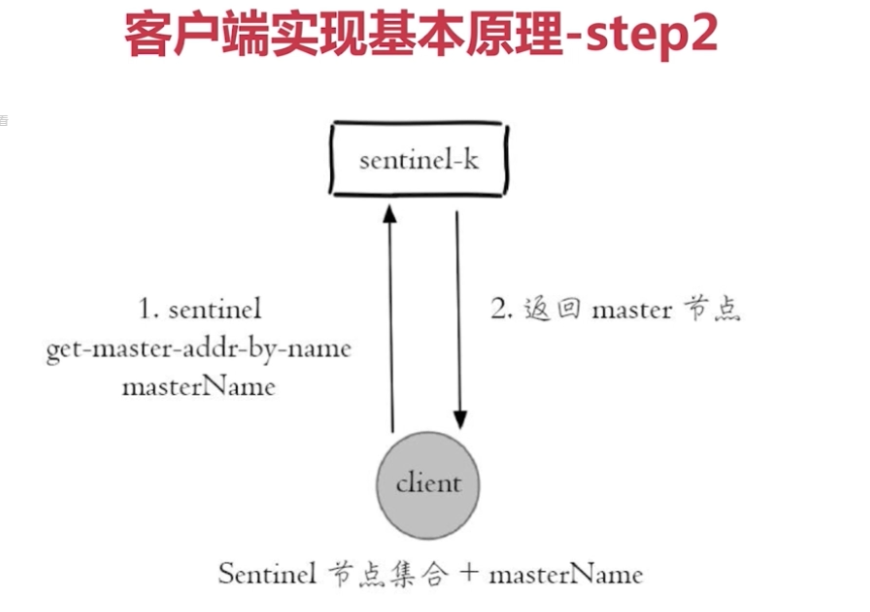 客户端实现基本原理-step2
看
sentinel-k
1. sentinel
get-master-addr-by-name
masterName
2. 返回 master 节点
client
Sentinel 节点集合 + masterName